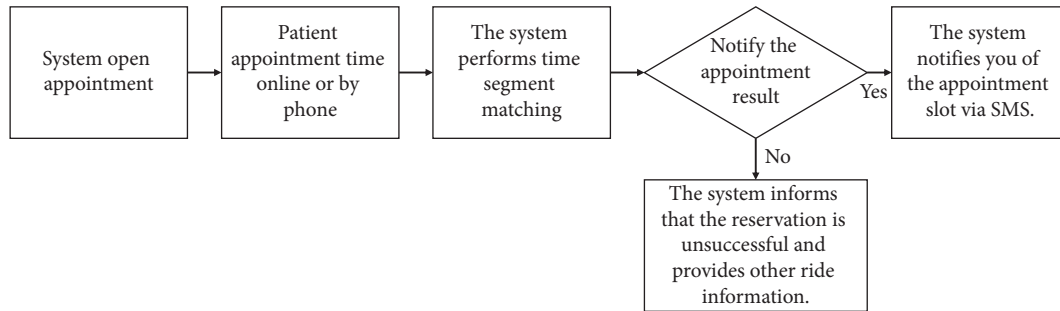 System open
appointment
Patient
appointment time
online or by
phone
The system
performs time
segment
matching
Notify the
appointment
result
Yes
The system
notifies you of
the appointment
slot via SMS.
No
The system informs
that the reservation is
unsuccessful and
provides other ride
information.